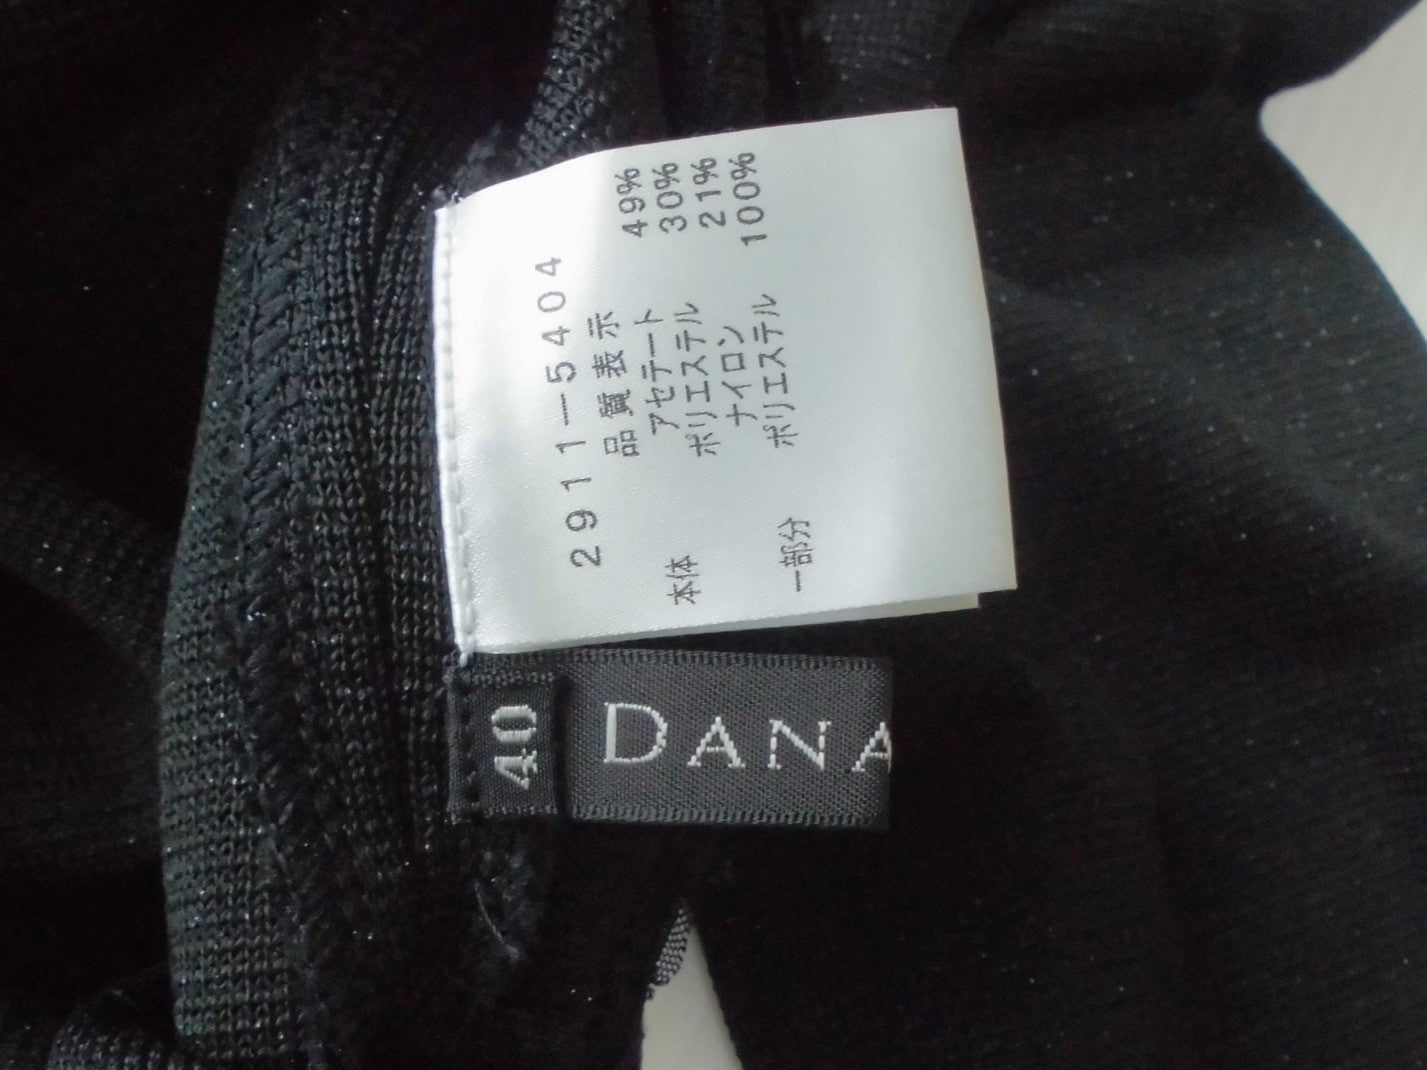 2911-5404
品質表示
本体 アセテート 49%
ポリエステル 30%
ナイロン 21%
一部分 ポリエステル 100%
40
DANA